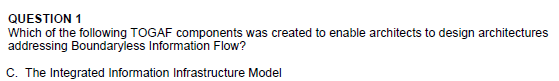 QUESTION 1
Which of the following TOGAF components was created to enable architects to design architectures
addressing Boundaryless Information Flow?
C. The Integrated Information Infrastructure Model